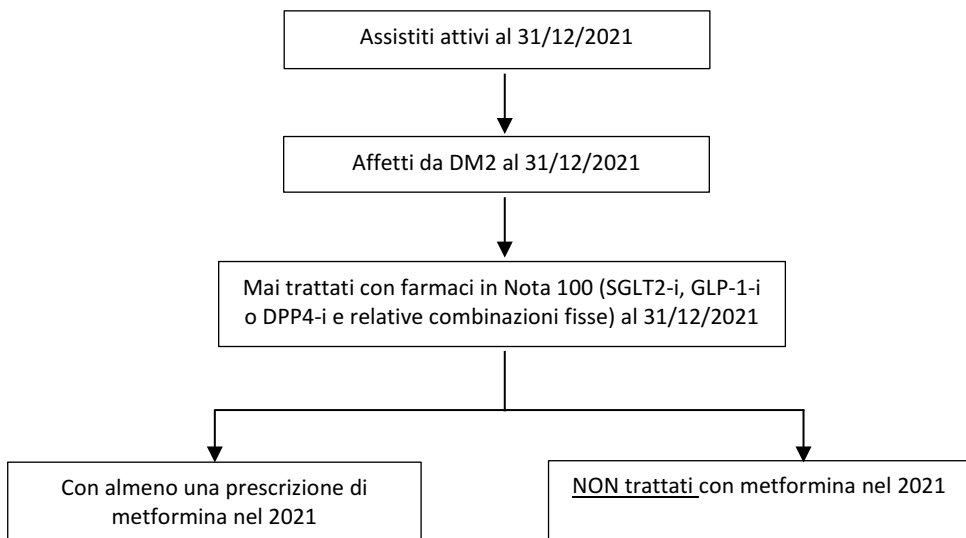 Assistiti attivi al 31/12/2021
Affetti da DM2 al 31/12/2021
Mai trattati con farmaci in Nota 100 (SGLT2-i, GLP-1-i
o DPP4-i e relative combinazioni fisse) al 31/12/2021
Con almeno una prescrizione di
metformina nel 2021
NON trattati con metformina nel 2021